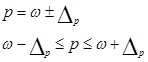 p = ω ± Δ_p
ω − Δ_p ≤ p ≤ ω + Δ_p